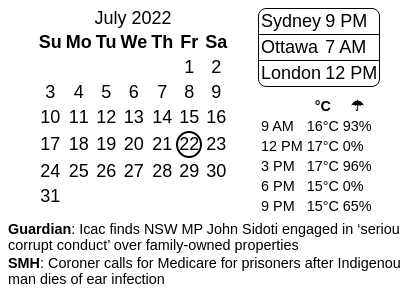 July 2022
Su Mo Tu We Th Fr Sa
1 2
3 4 5 6 7 8 9
10 11 12 13 14 15 16
17 18 19 20 21 22 23
24 25 26 27 28 29 30
31
Sydney 9 PM
Ottawa 7 AM
London 12 PM
°C ☂
9 AM 16°C 93%
12 PM 17°C 0%
3 PM 17°C 96%
6 PM 15°C 0%
9 PM 15°C 65%
Guardian: Icac finds NSW MP John Sidoti engaged in ‘seriou
corrupt conduct’ over family-owned properties
SMH: Coroner calls for Medicare for prisoners after Indigenou
man dies of ear infection